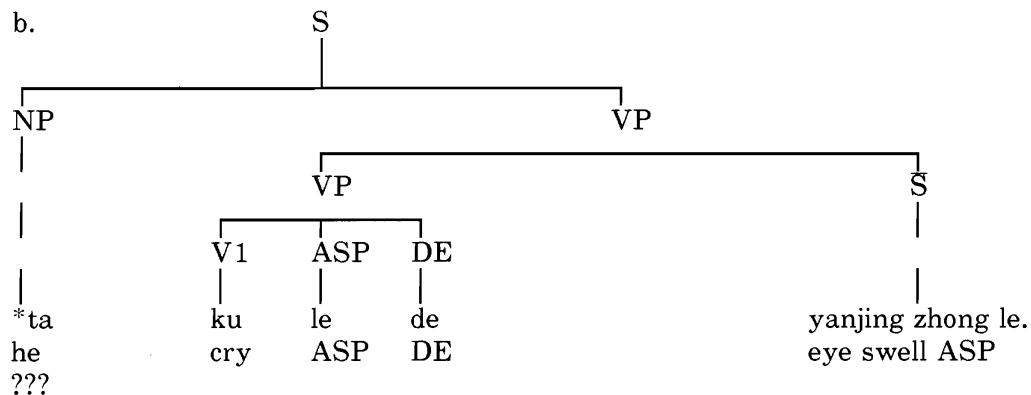 b. S
NP VP
VP S̄
V1 ASP DE
*ta ku le de yanjing zhong le.
he cry ASP DE eye swell ASP
???